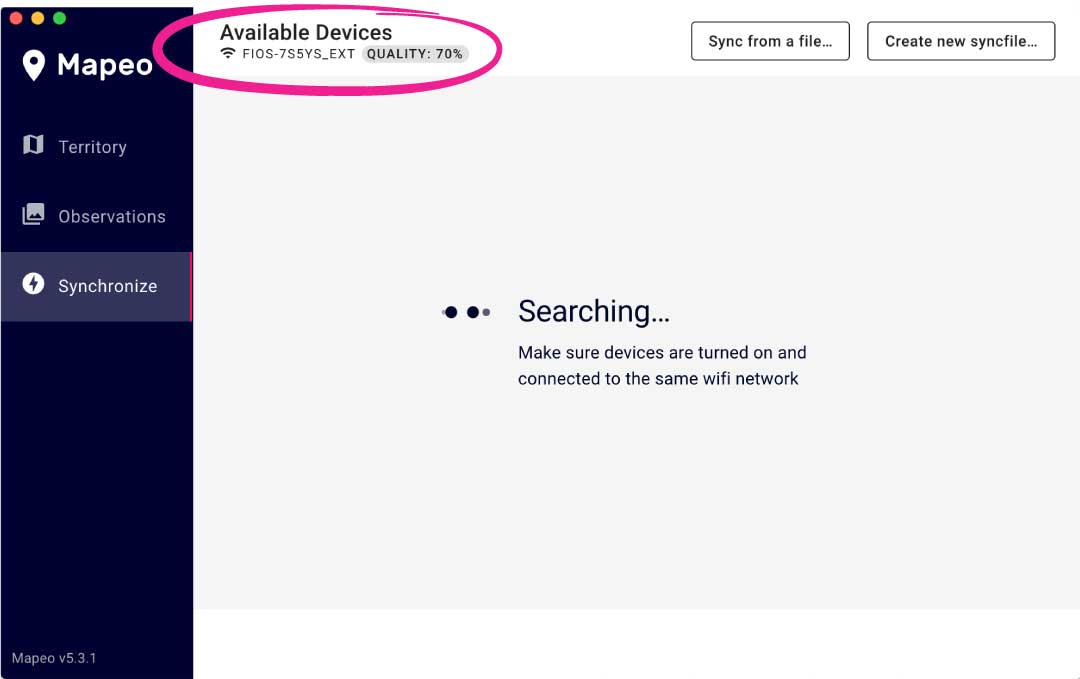 Mapeo
Territory
Observations
Synchronize
Mapeo v5.3.1
Available Devices
FIOS-7S5YS_EXT QUALITY: 70%
Sync from a file...
Create new syncfile...
Searching...
Make sure devices are turned on and
connected to the same wifi network